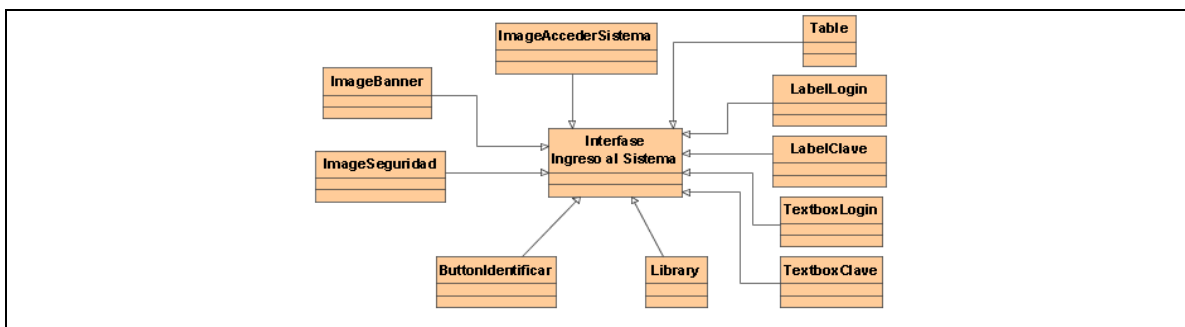 ImageAccederSistema
Table
ImageBanner
LabelLogin
Interfase
Ingreso al Sistema
LabelClave
ImageSeguridad
TextboxLogin
ButtonIdentificar
Library
TextboxClave